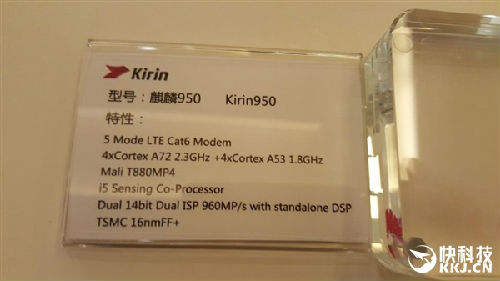 Kirin
型号：麒麟950 Kirin950
特性：
5 Mode LTE Cat6 Modem
4xCortex A72 2.3GHz +4xCortex A53 1.8GHz
Mali T880MP4
i5 Sensing Co-Processor
Dual 14bit Dual ISP 960MP/s with standalone DSP
TSMC 16nmFF+
快科技
KKJ.CN